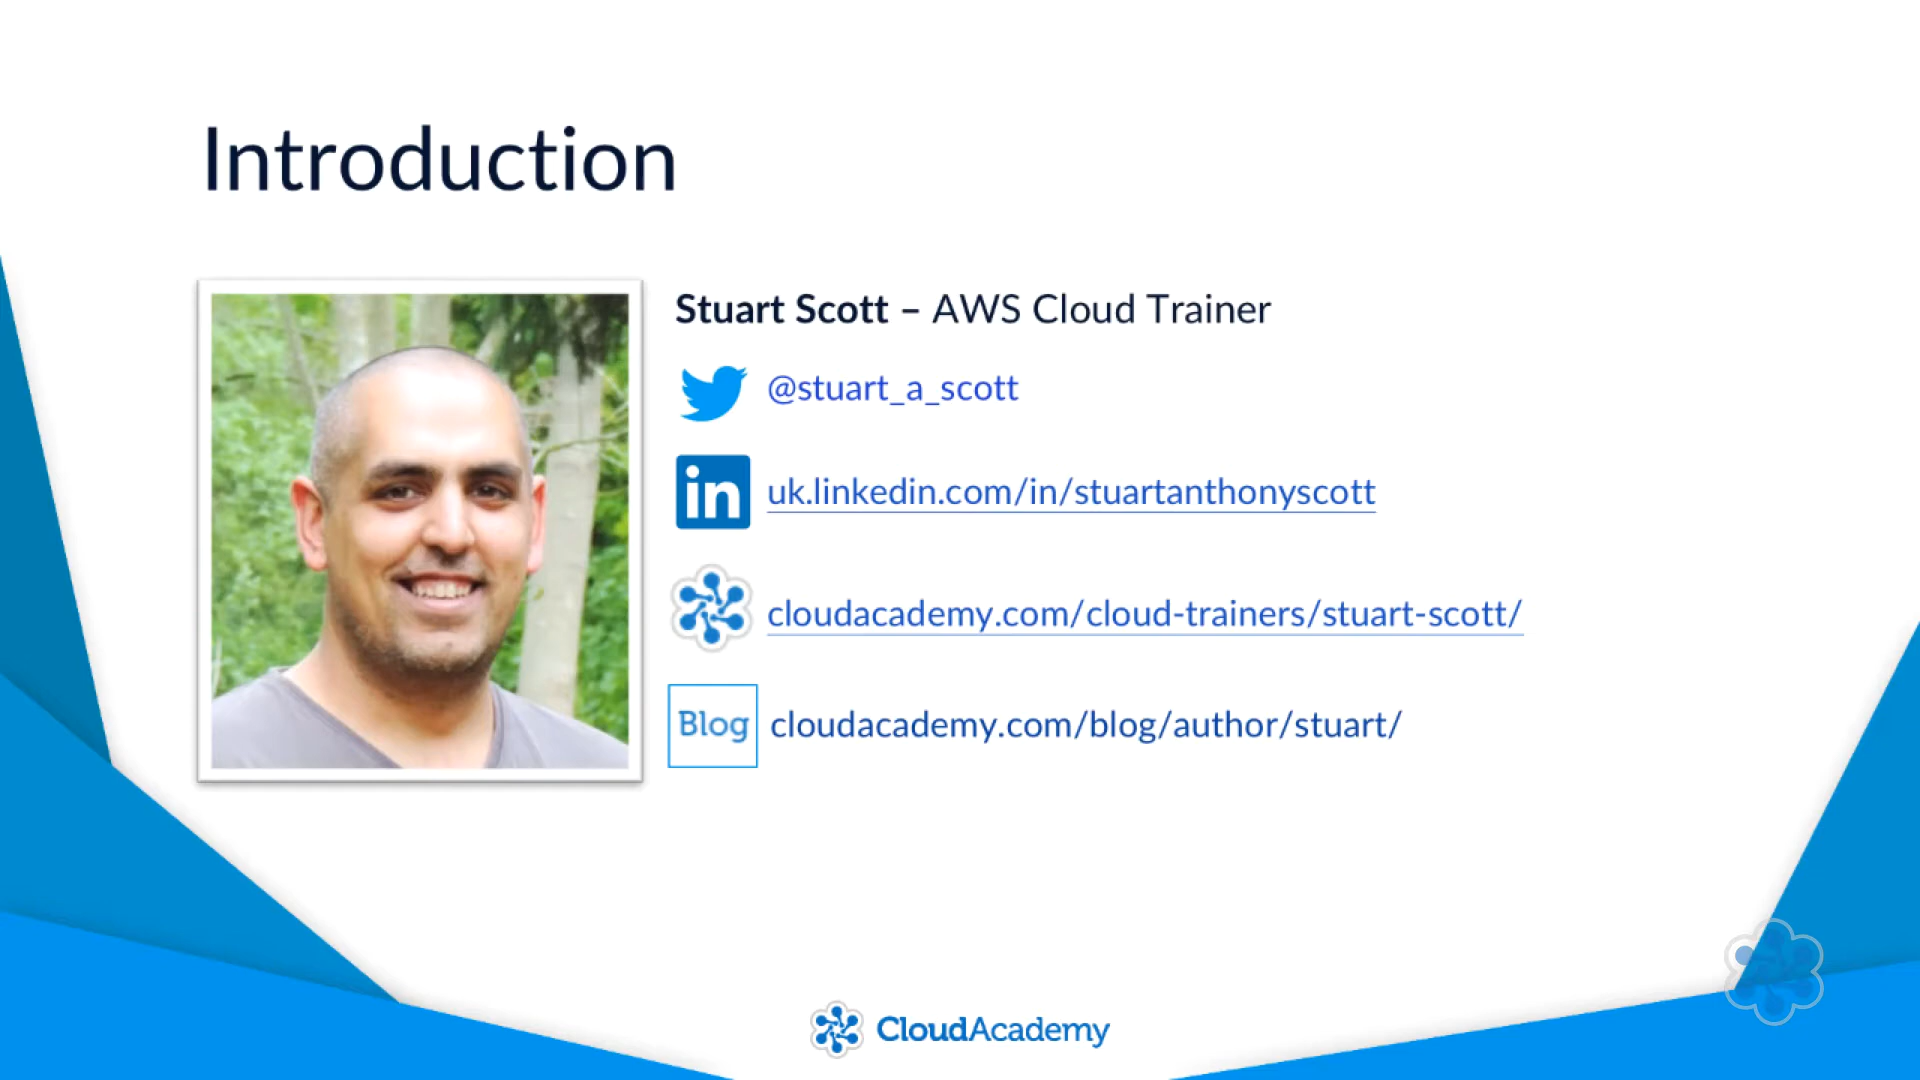 Introduction
Stuart Scott – AWS Cloud Trainer
@stuart_a_scott
in uk.linkedin.com/in/stuartanthonyscott
cloudacademy.com/cloud-trainers/stuart-scott/
Blog cloudacademy.com/blog/author/stuart/
CloudAcademy